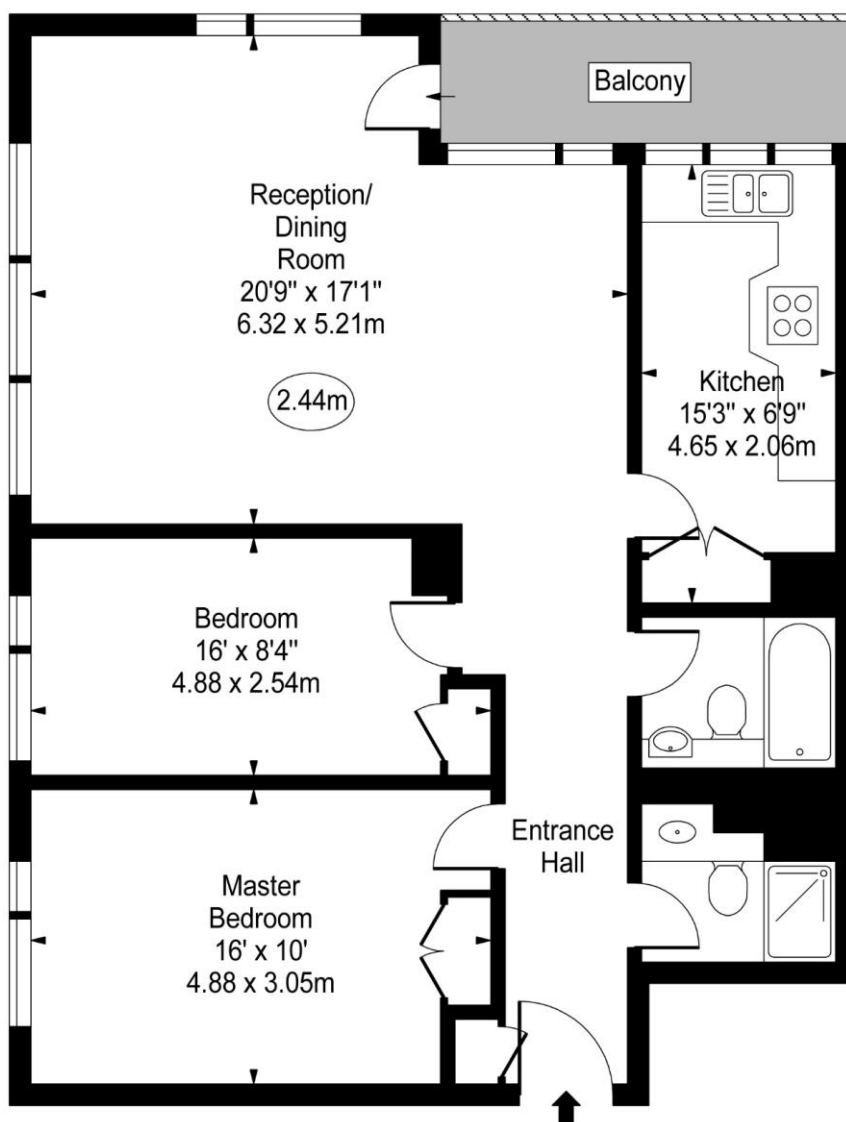 Balcony
Reception/
Dining
Room
20'9" x 17'1"
6.32 x 5.21m
2.44m
Kitchen
15'3" x 6'9"
4.65 x 2.06m
Bedroom
16' x 8'4"
4.88 x 2.54m
Entrance
Hall
Master
Bedroom
16' x 10'
4.88 x 3.05m